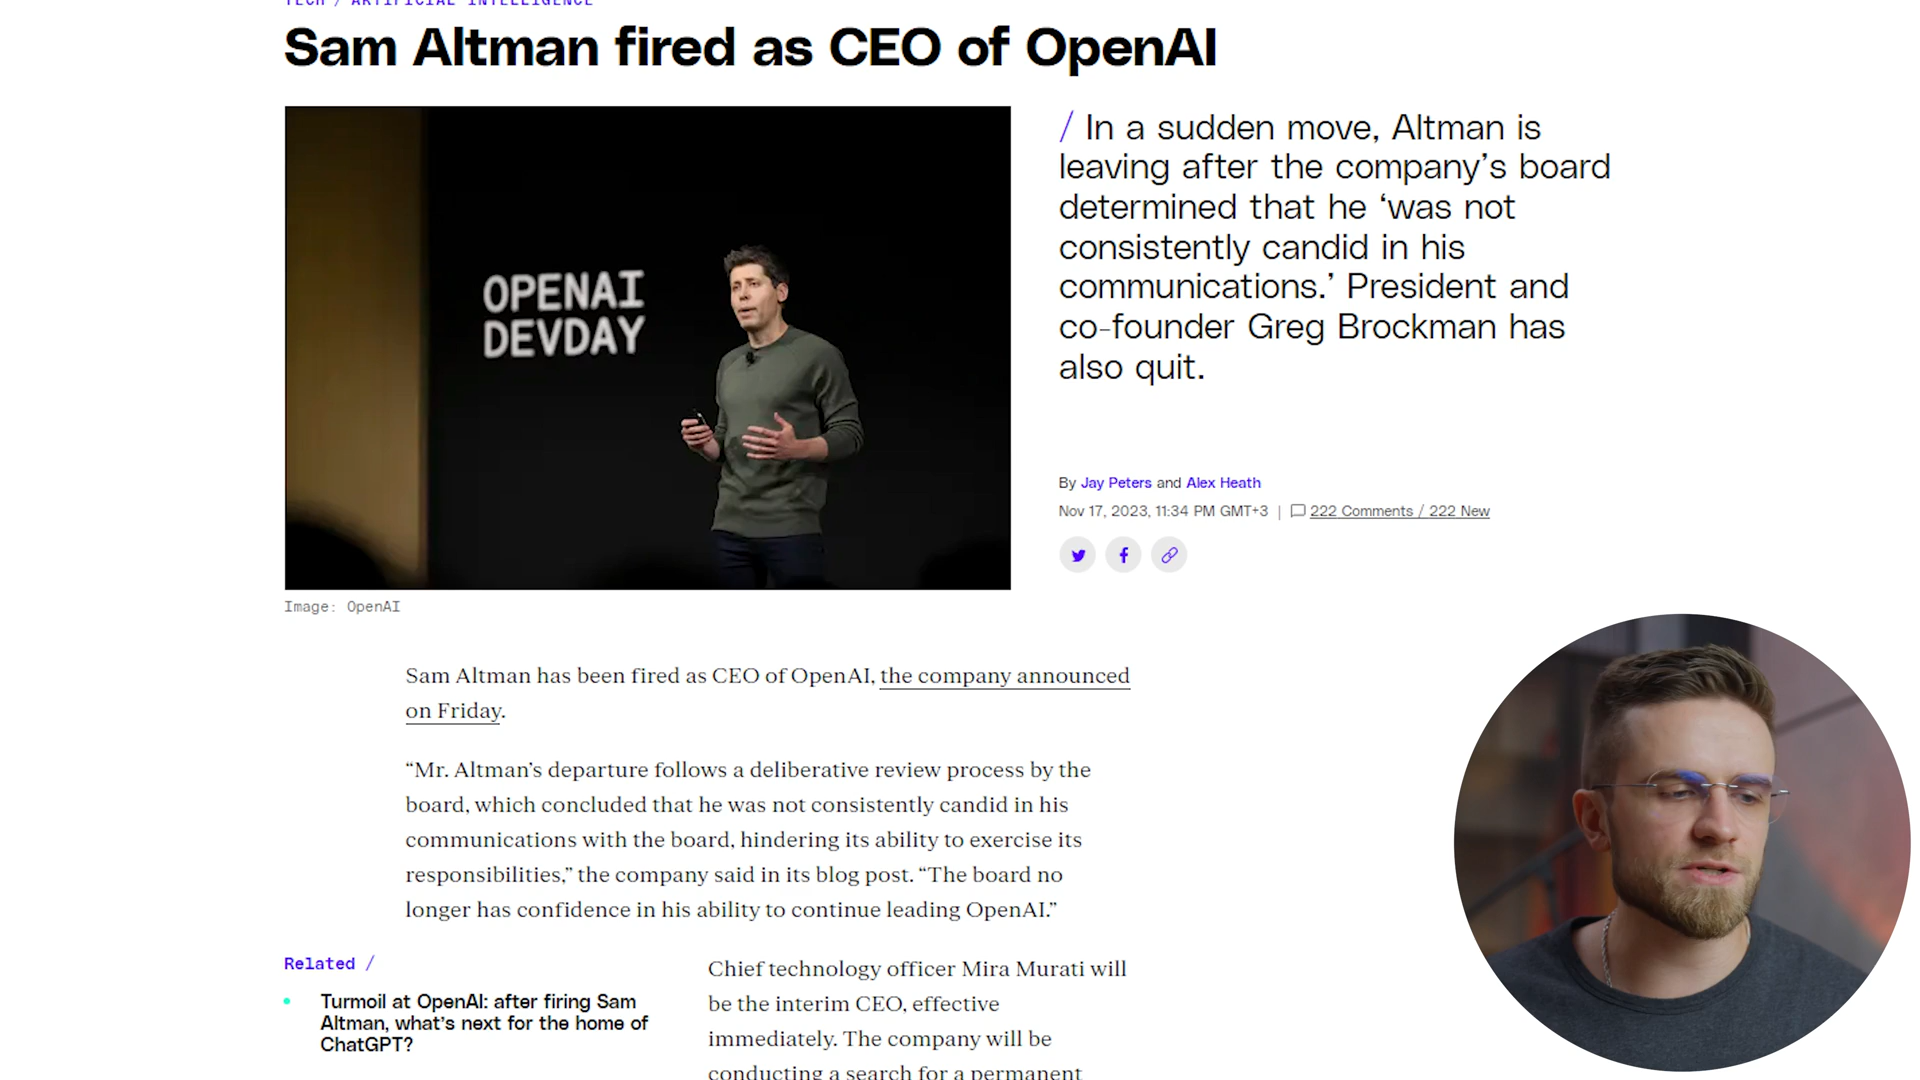 TECH / ARTIFICIAL INTELLIGENCE
Sam Altman fired as CEO of OpenAI
OPENAI
DEVDAY
/ In a sudden move, Altman is
leaving after the company’s board
determined that he ‘was not
consistently candid in his
communications.’ President and
co-founder Greg Brockman has
also quit.
By Jay Peters and Alex Heath
Nov 17, 2023, 11:34 PM GMT+3 | 222 Comments / 222 New
Image: OpenAI
Sam Altman has been fired as CEO of OpenAI, the company announced
on Friday.
“Mr. Altman’s departure follows a deliberative review process by the
board, which concluded that he was not consistently candid in his
communications with the board, hindering its ability to exercise its
responsibilities,” the company said in its blog post. “The board no
longer has confidence in his ability to continue leading OpenAI.”
Related /
Turmoil at OpenAI: after firing Sam
Altman, what’s next for the home of
ChatGPT?
Chief technology officer Mira Murati will
be the interim CEO, effective
immediately. The company will be
conducting a search for a permanent